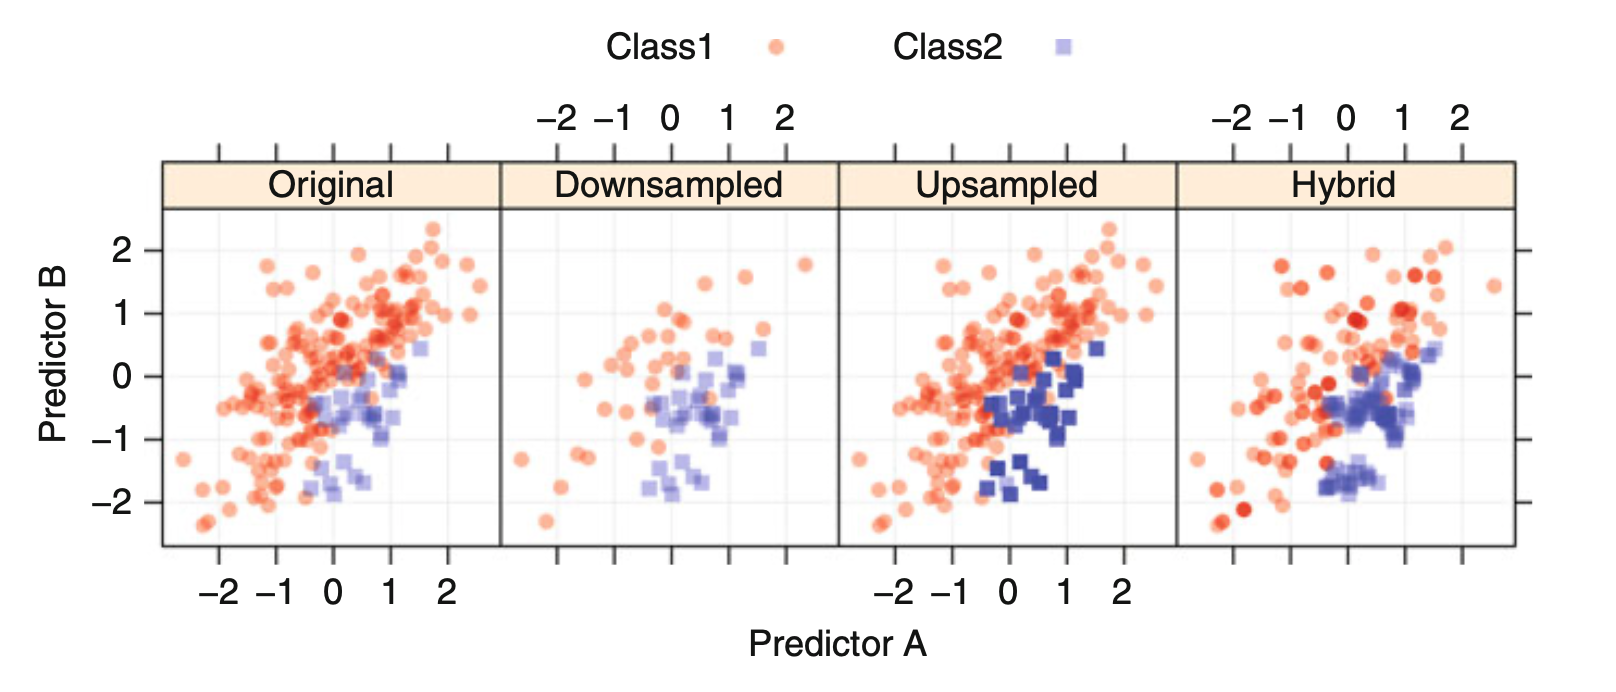 Class1 Class2
−2 −1 0 1 2 −2 −1 0 1 2
Original Downsampled Upsampled Hybrid
2
1
0
−1
−2
Predictor B
−2 −1 0 1 2 −2 −1 0 1 2
Predictor A